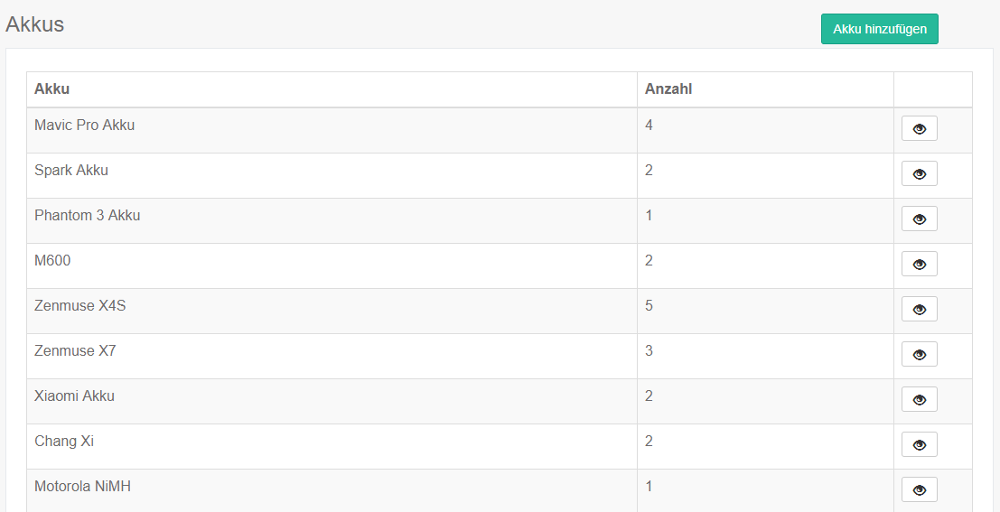 Akkus
Akku hinzufügen
Akku Anzahl
Mavic Pro Akku 4
Spark Akku 2
Phantom 3 Akku 1
M600 2
Zenmuse X4S 5
Zenmuse X7 3
Xiaomi Akku 2
Chang Xi 2
Motorola NiMH 1